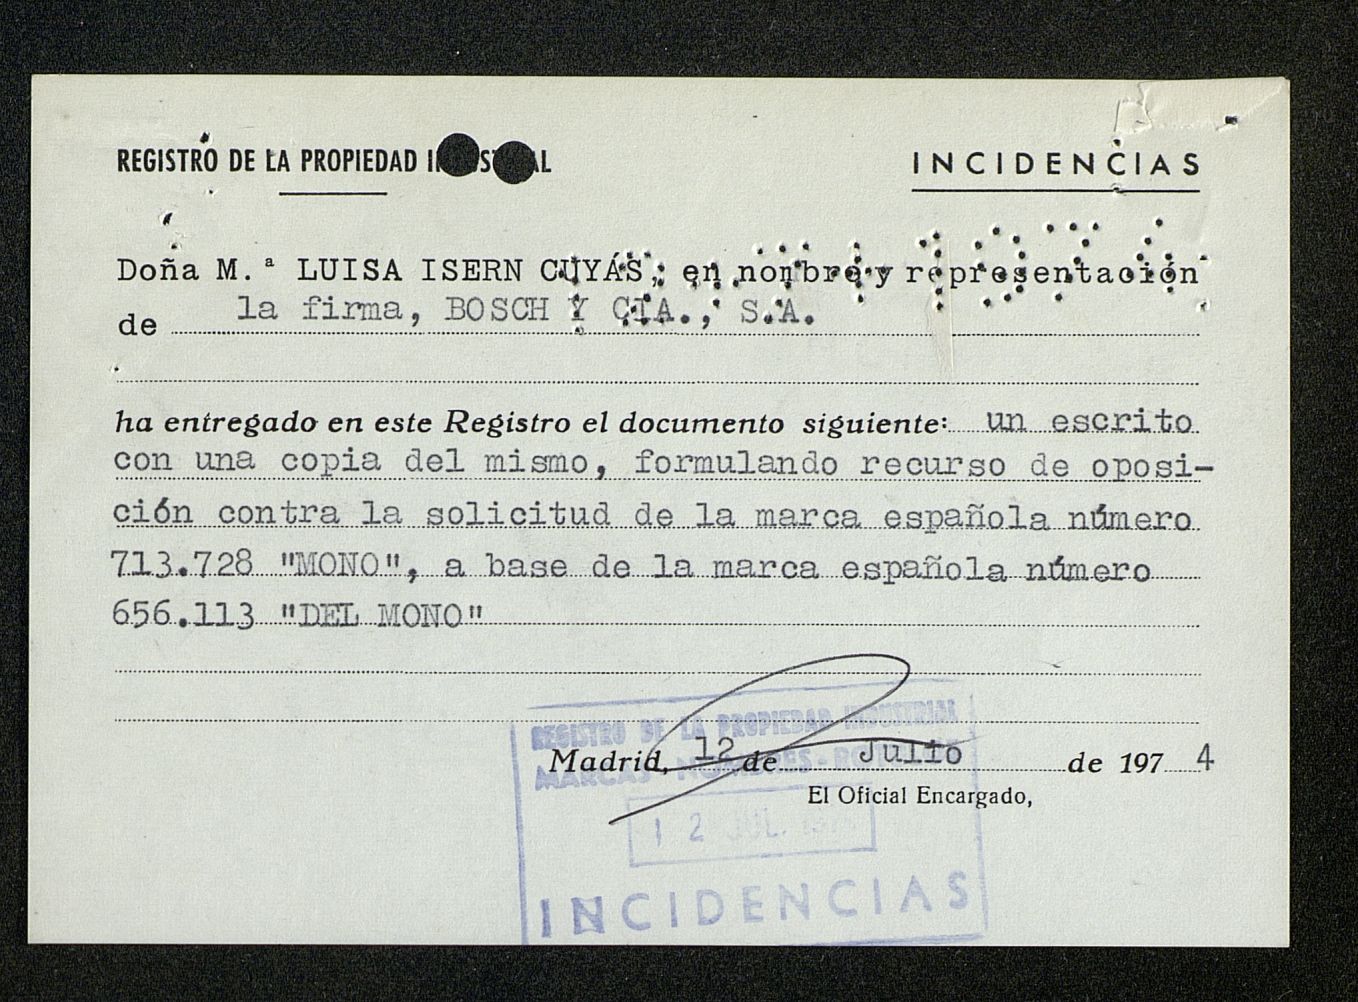 REGISTRO DE LA PROPIEDAD INDUSTRIAL
INCIDENCIAS
Doña M.ª LUISA ISERN CUYÁS, en nombre y representación
de la firma, BOSCH Y CIA., S.A.
ha entregado en este Registro el documento siguiente: un escrito
con una copia del mismo, formulando recurso de oposi-
ción contra la solicitud de la marca española número
713.728 "MONO", a base de la marca española número
656.113 "DEL MONO"
REGISTRO DE LA PROPIEDAD INDUSTRIAL
MARCAS - NOMBRES -
Madrid, 12 de Julio de 197 4
El Oficial Encargado,
12 JUL. 1974
INCIDENCIAS